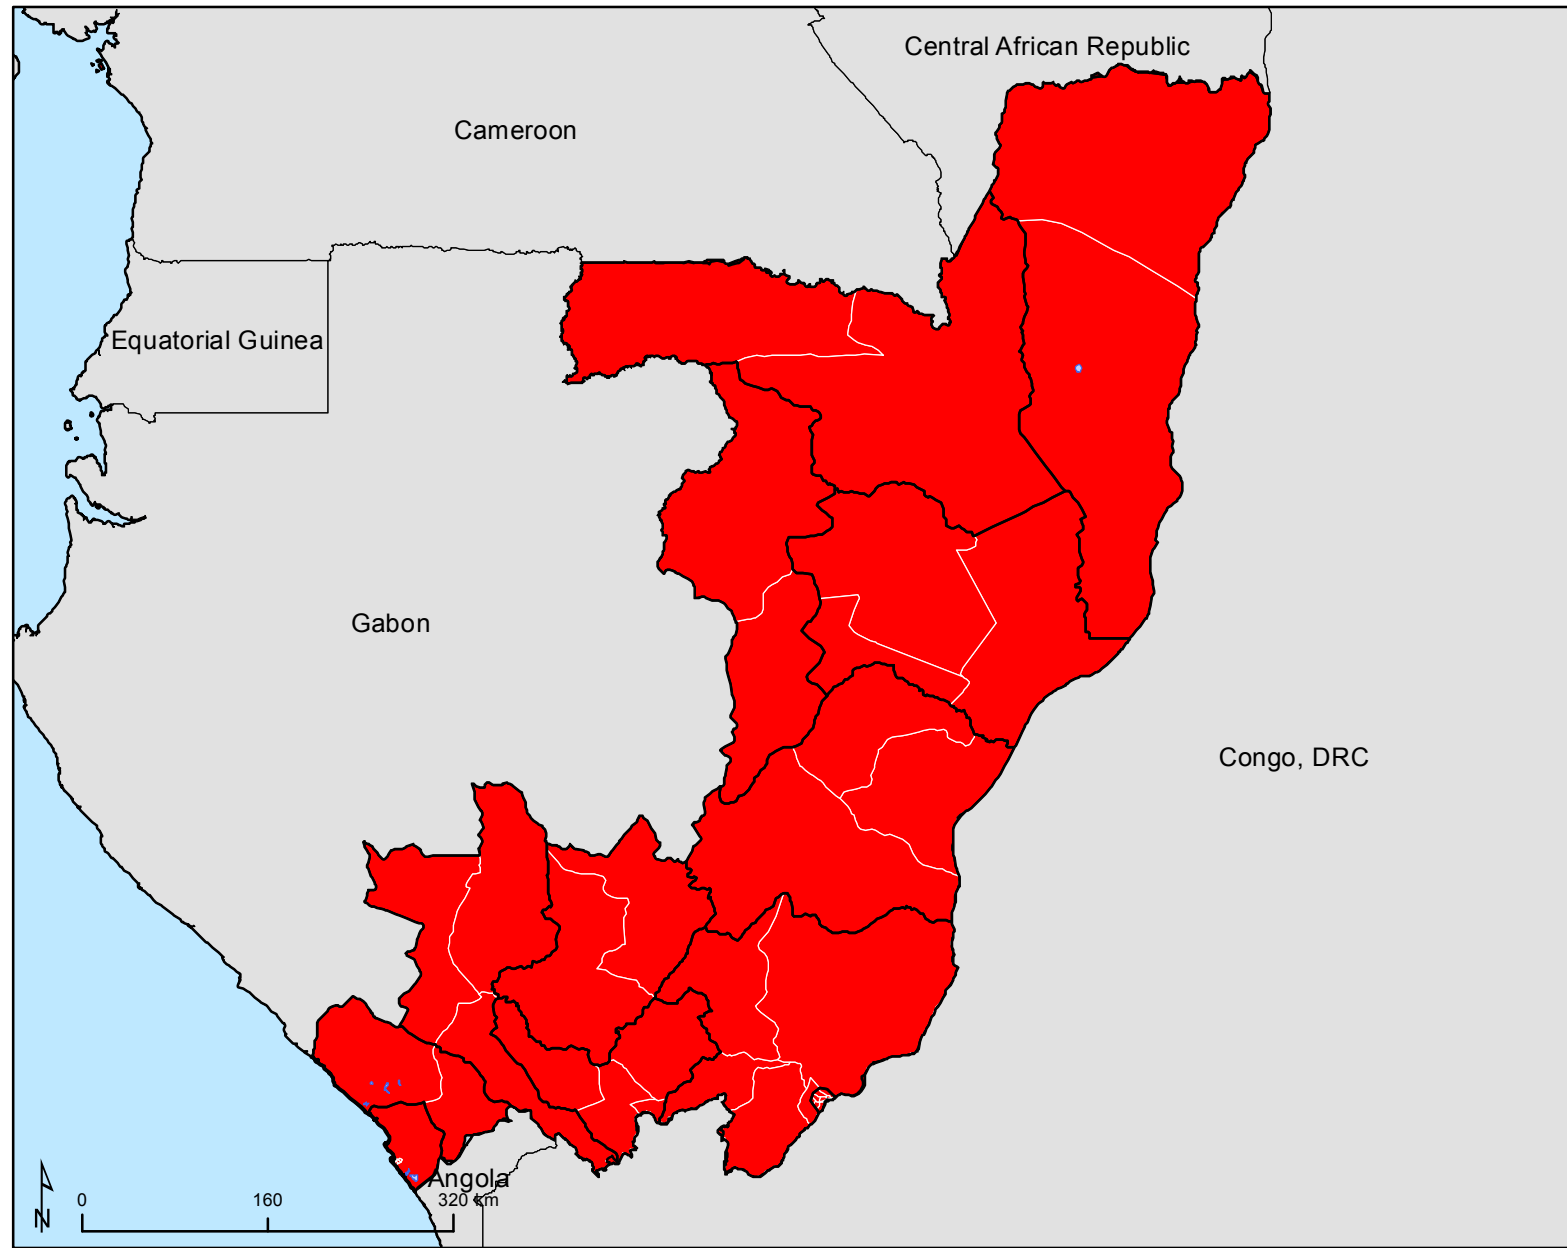 Central African Republic
Cameroon
Equatorial Guinea
Gabon
Congo, DRC
Angola
0 160 320 km
N